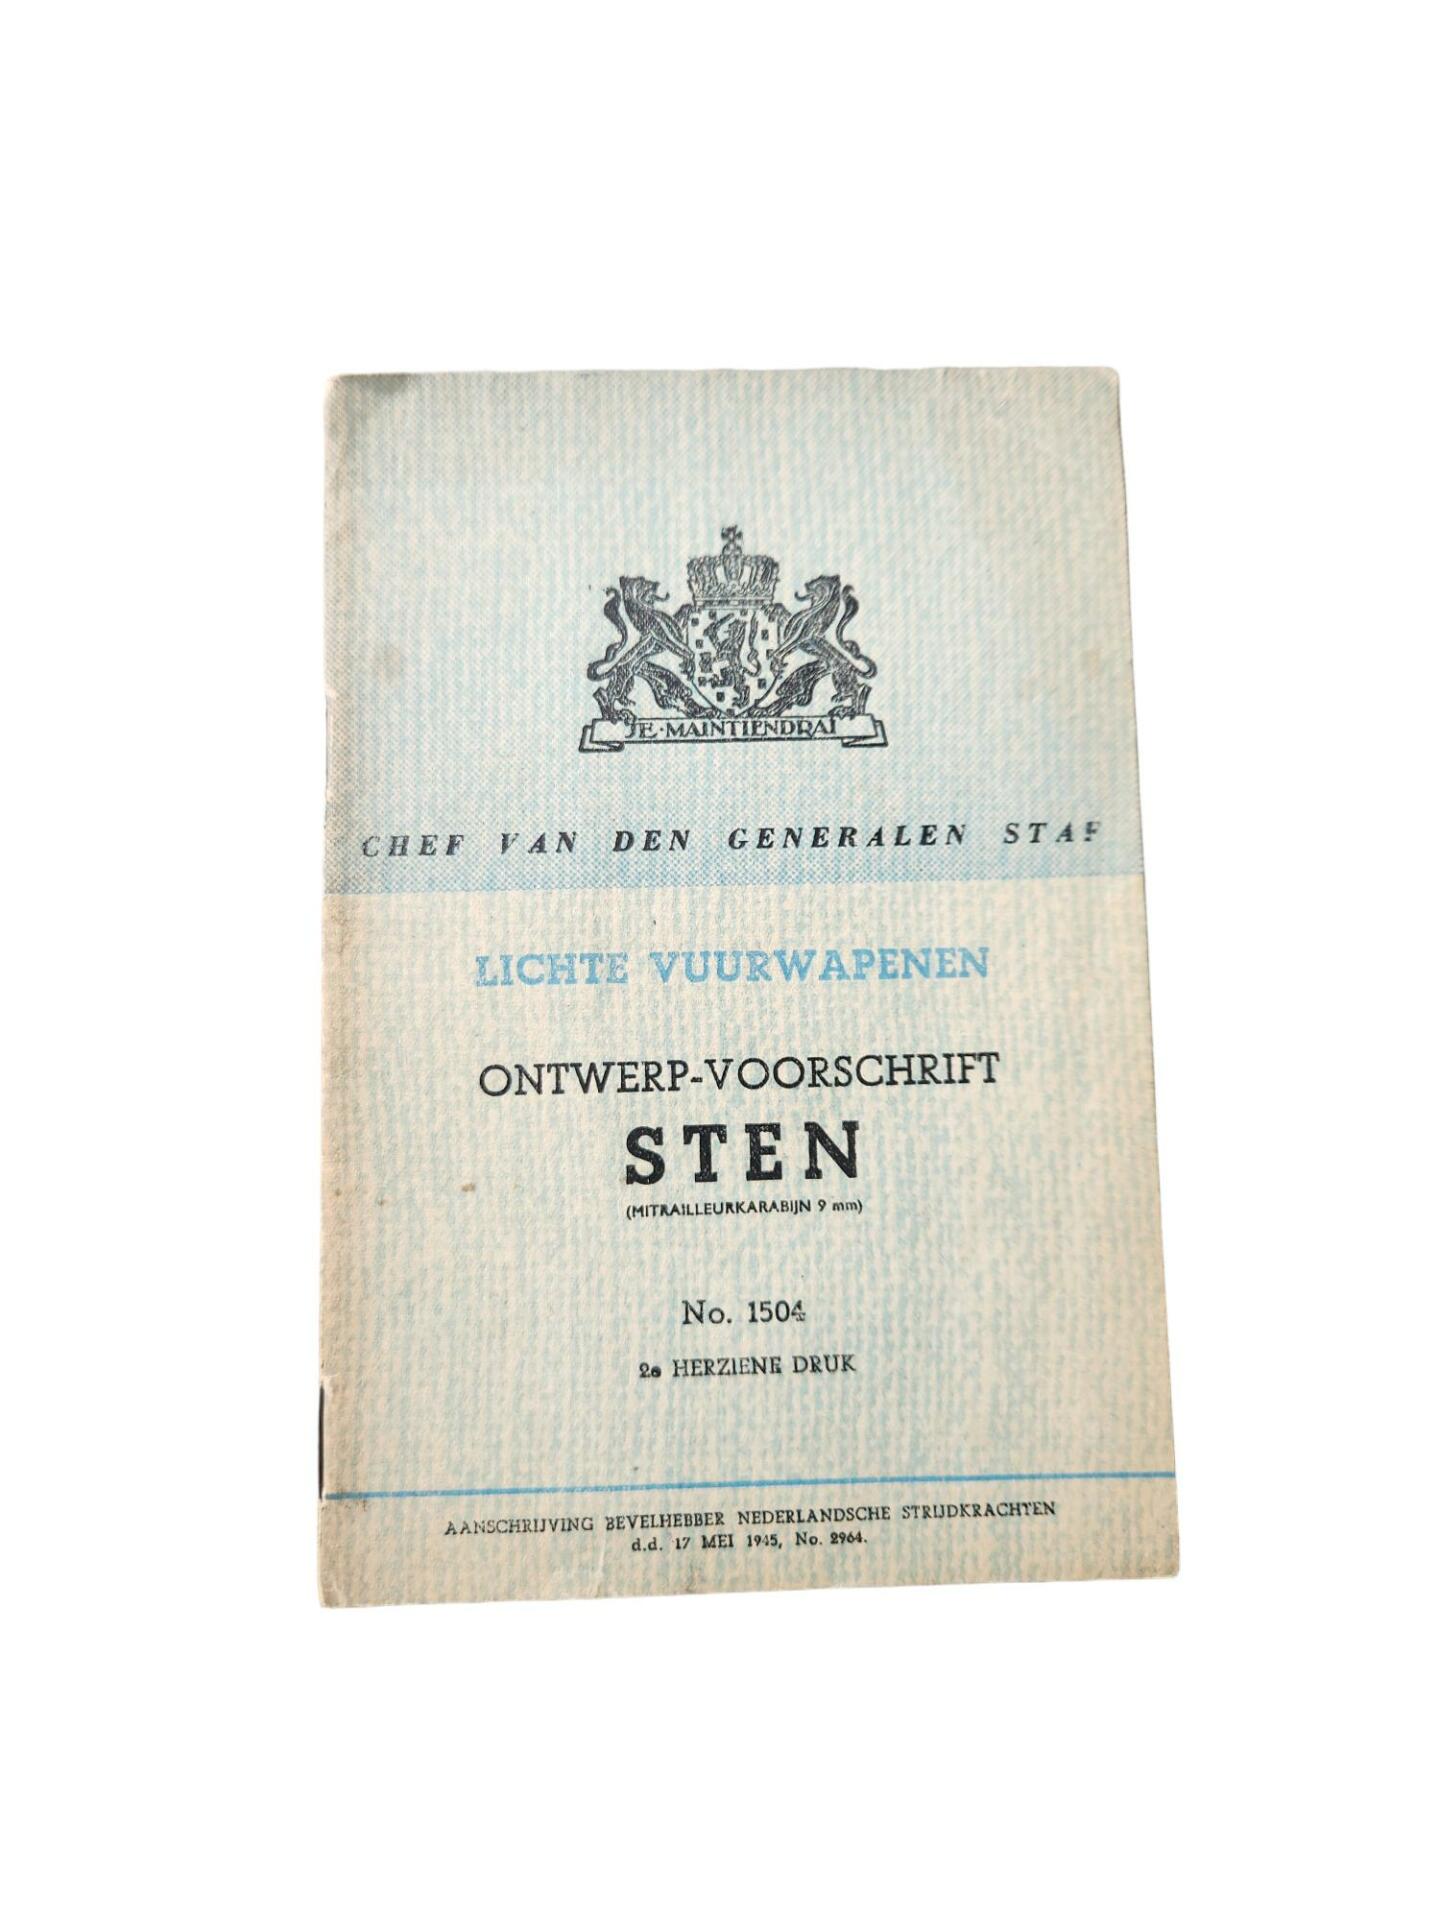 JE·MAINTIENDRAI
CHEF VAN DEN GENERALEN STAF
LICHTE VUURWAPENEN
ONTWERP-VOORSCHRIFT
STEN
(MITRAILLEURKARABIJN 9 mm)
No. 1504
2e HERZIENE DRUK
AANSCHRIJVING BEVELHEBBER NEDERLANDSCHE STRIJDKRACHTEN
d.d. 17 MEI 1945, No. 2964.